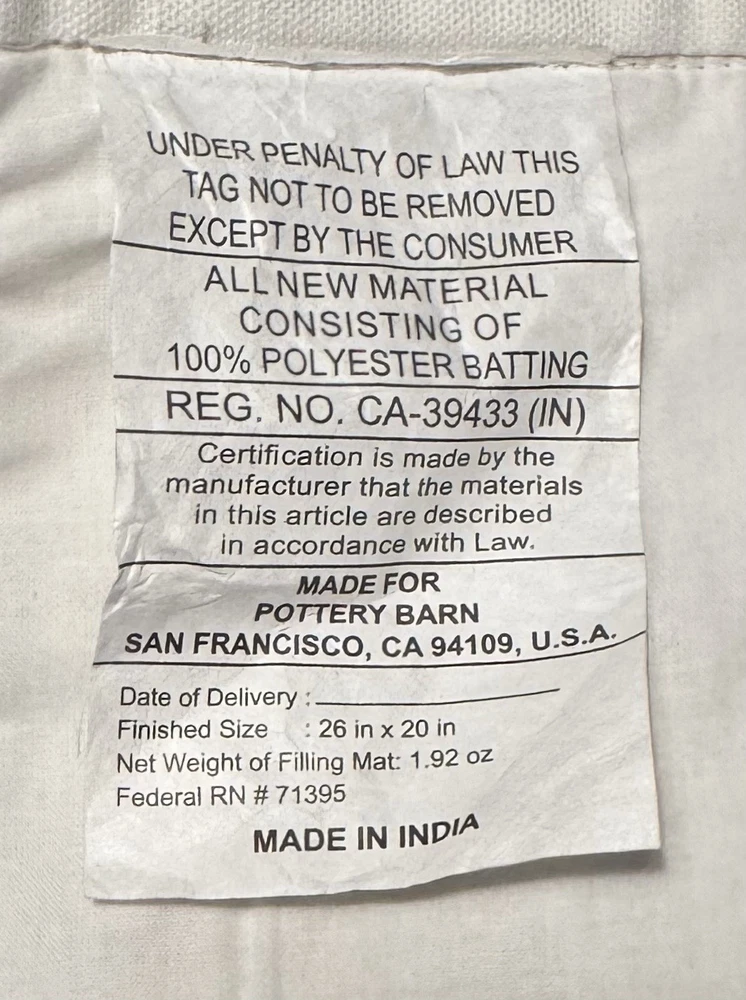 UNDER PENALTY OF LAW THIS
TAG NOT TO BE REMOVED
EXCEPT BY THE CONSUMER
ALL NEW MATERIAL
CONSISTING OF
100% POLYESTER BATTING
REG. NO. CA-39433 (IN)
Certification is made by the
manufacturer that the materials
in this article are described
in accordance with Law.
MADE FOR
POTTERY BARN
SAN FRANCISCO, CA 94109, U.S.A.
Date of Delivery :
Finished Size : 26 in x 20 in
Net Weight of Filling Mat: 1.92 oz
Federal RN # 71395
MADE IN INDIA